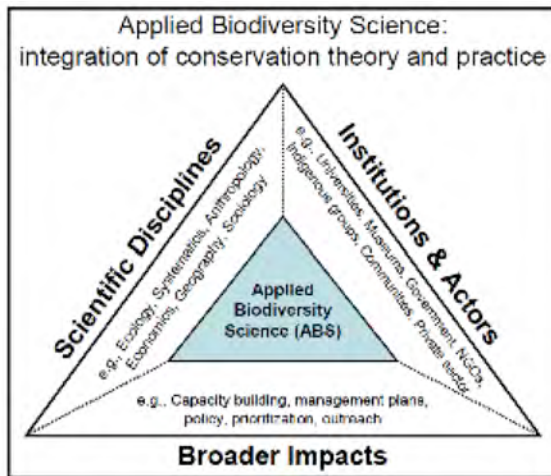 Applied Biodiversity Science:
integration of conservation theory and practice
Scientific Disciplines
e.g., Ecology, Systematics, Anthropology,
Economics, Geography, Sociology
Institutions & Actors
e.g., Universities, Museums, Government, NGOs,
Indigenous groups, Communities, Private sector
Applied
Biodiversity
Science (ABS)
e.g., Capacity building, management plans,
policy, prioritization, outreach
Broader Impacts